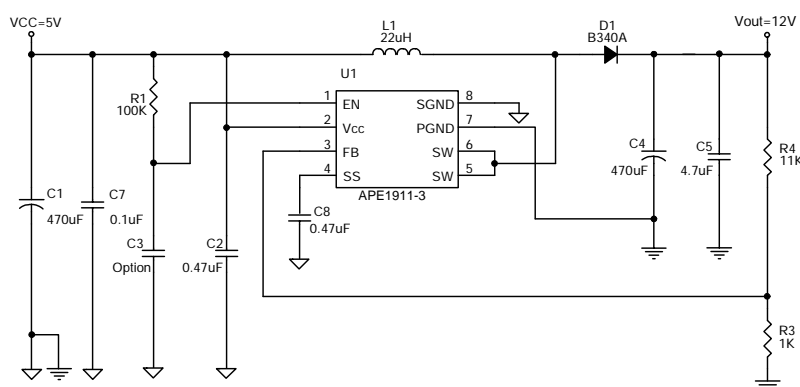 VCC=5V
L1
22uH
D1
B340A
Vout=12V
U1
R1
100K
1
EN
SGND
8
2
Vcc
PGND
7
3
FB
SW
6
4
SS
SW
5
APE1911-3
C4
470uF
C5
4.7uF
R4
11K
C1
470uF
C7
0.1uF
C8
0.47uF
C3
Option
C2
0.47uF
R3
1K